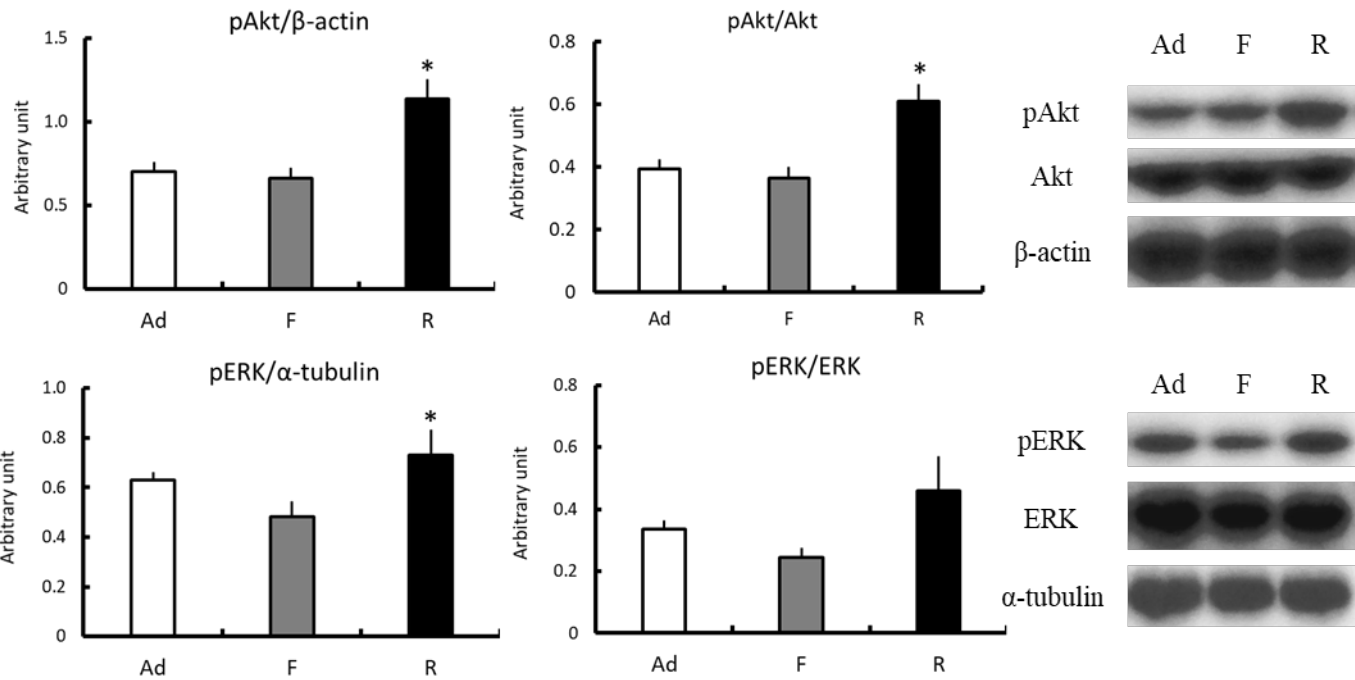 pAkt/β-actin
1.5
1.0
0.5
0
Arbitrary unit
*
Ad F R
pAkt/Akt
0.8
0.6
0.4
0.2
0
Arbitrary unit
*
Ad F R
Ad F R
pAkt
Akt
β-actin
pERK/α-tubulin
1.0
0.8
0.6
0.4
0.2
0
Arbitrary unit
*
Ad F R
pERK/ERK
0.8
0.6
0.4
0.2
0
Arbitrary unit
Ad F R
Ad F R
pERK
ERK
α-tubulin